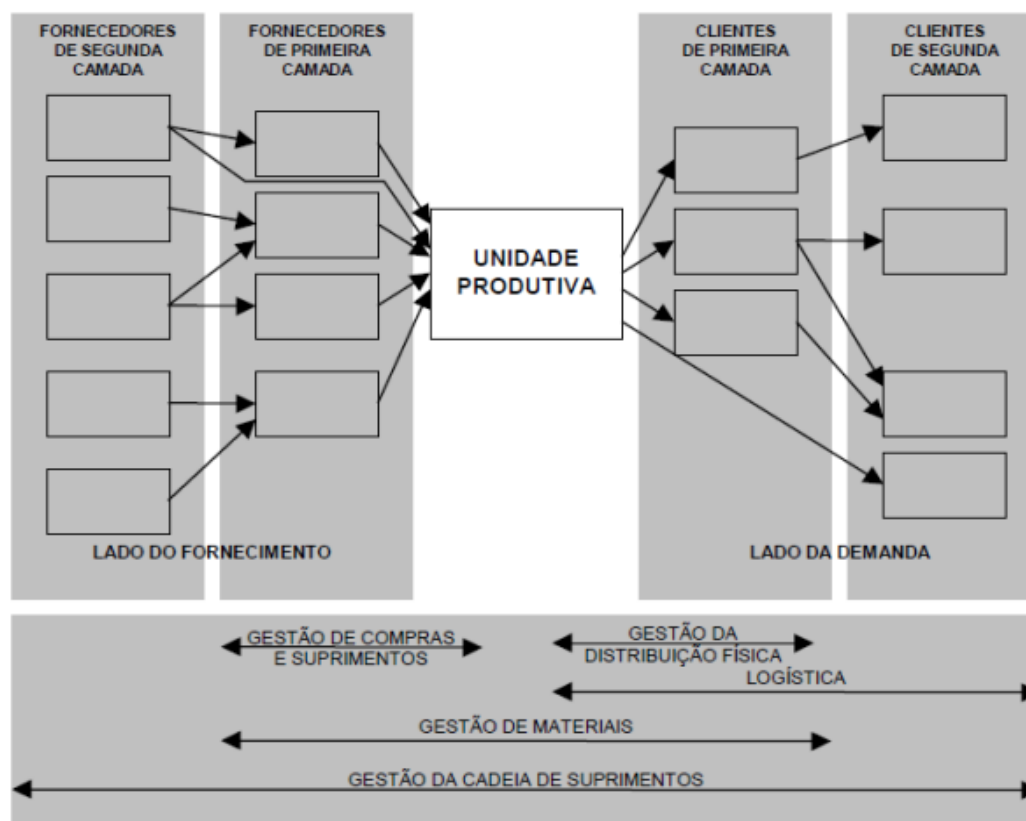 FORNECEDORES
DE SEGUNDA
CAMADA
FORNECEDORES
DE PRIMEIRA
CAMADA
CLIENTES
DE PRIMEIRA
CAMADA
CLIENTES
DE SEGUNDA
CAMADA
UNIDADE
PRODUTIVA
LADO DO FORNECIMENTO
LADO DA DEMANDA
GESTÃO DE COMPRAS
E SUPRIMENTOS
GESTÃO DA
DISTRIBUIÇÃO FÍSICA
LOGÍSTICA
GESTÃO DE MATERIAIS
GESTÃO DA CADEIA DE SUPRIMENTOS